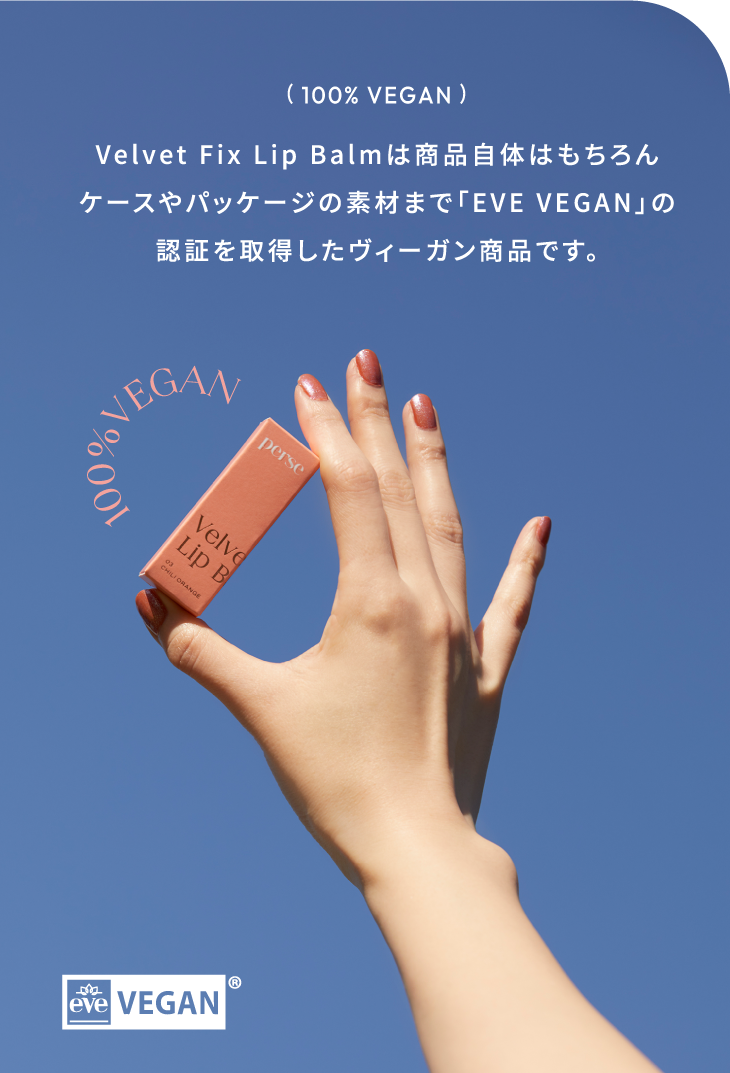 ( 100% VEGAN )
Velvet Fix Lip Balmは商品自体はもちろん
ケースやパッケージの素材まで「EVE VEGAN」の
認証を取得したヴィーガン商品です。
100%VEGAN
perse
Velve
Lip B
03
CHILI ORANGE
eve VEGAN®